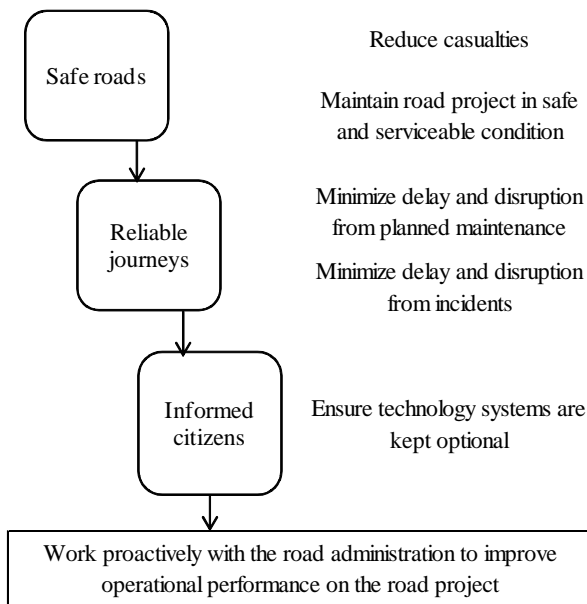 Safe roads
Reduce casualties
Maintain road project in safe
and serviceable condition
Reliable
journeys
Minimize delay and disruption
from planned maintenance
Minimize delay and disruption
from incidents
Informed
citizens
Ensure technology systems are
kept optional
Work proactively with the road administration to improve
operational performance on the road project